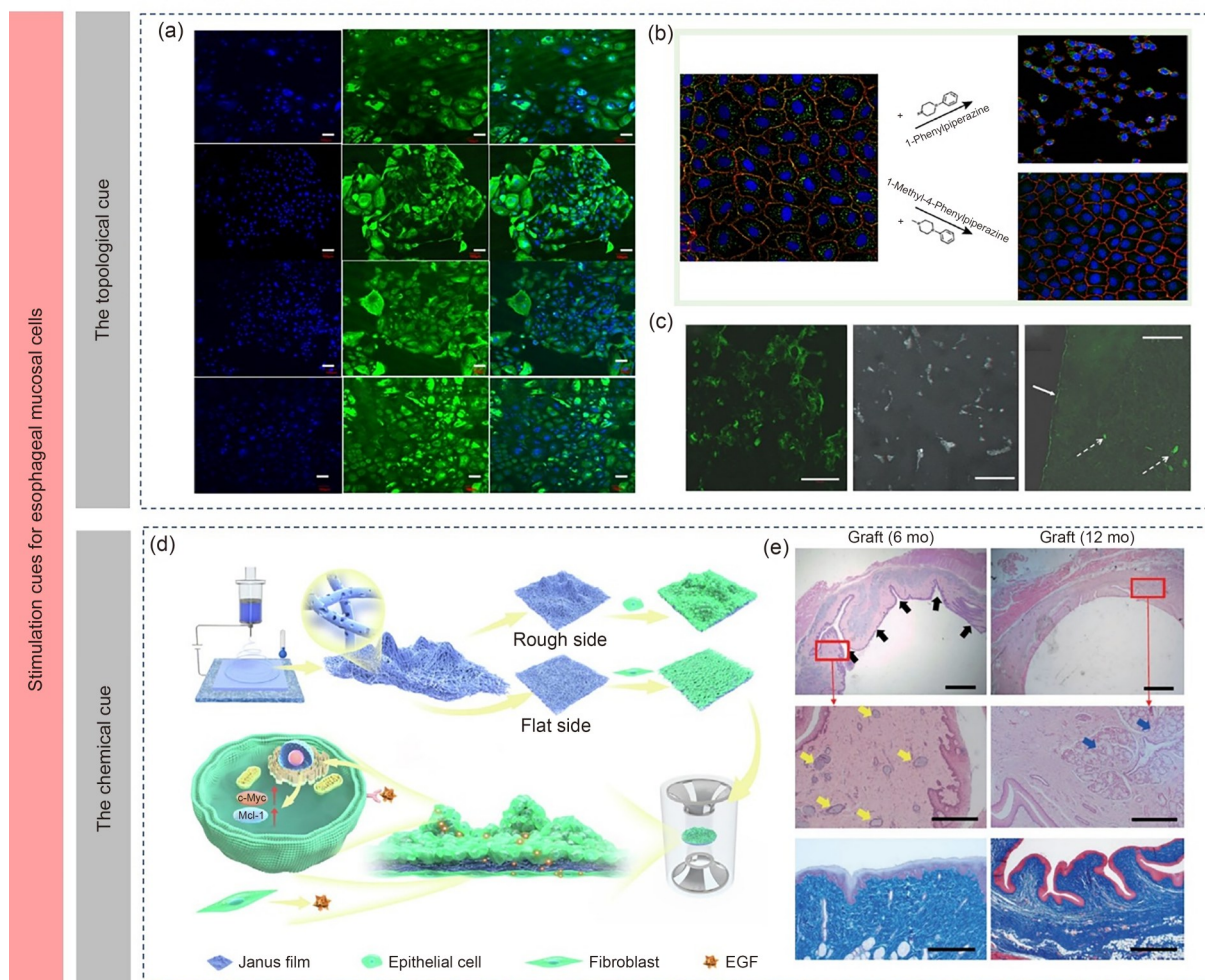 Stimulation cues for esophageal mucosal cells
The topological cue
The chemical cue
(a)
(b)
+
1-Phenylpiperazine
1-Methyl-4-Phenylpiperazine
+
(c)
(d)
Rough side
Flat side
c-Myc
Mcl-1
Janus film
Epithelial cell
Fibroblast
EGF
(e)
Graft (6 mo)
Graft (12 mo)